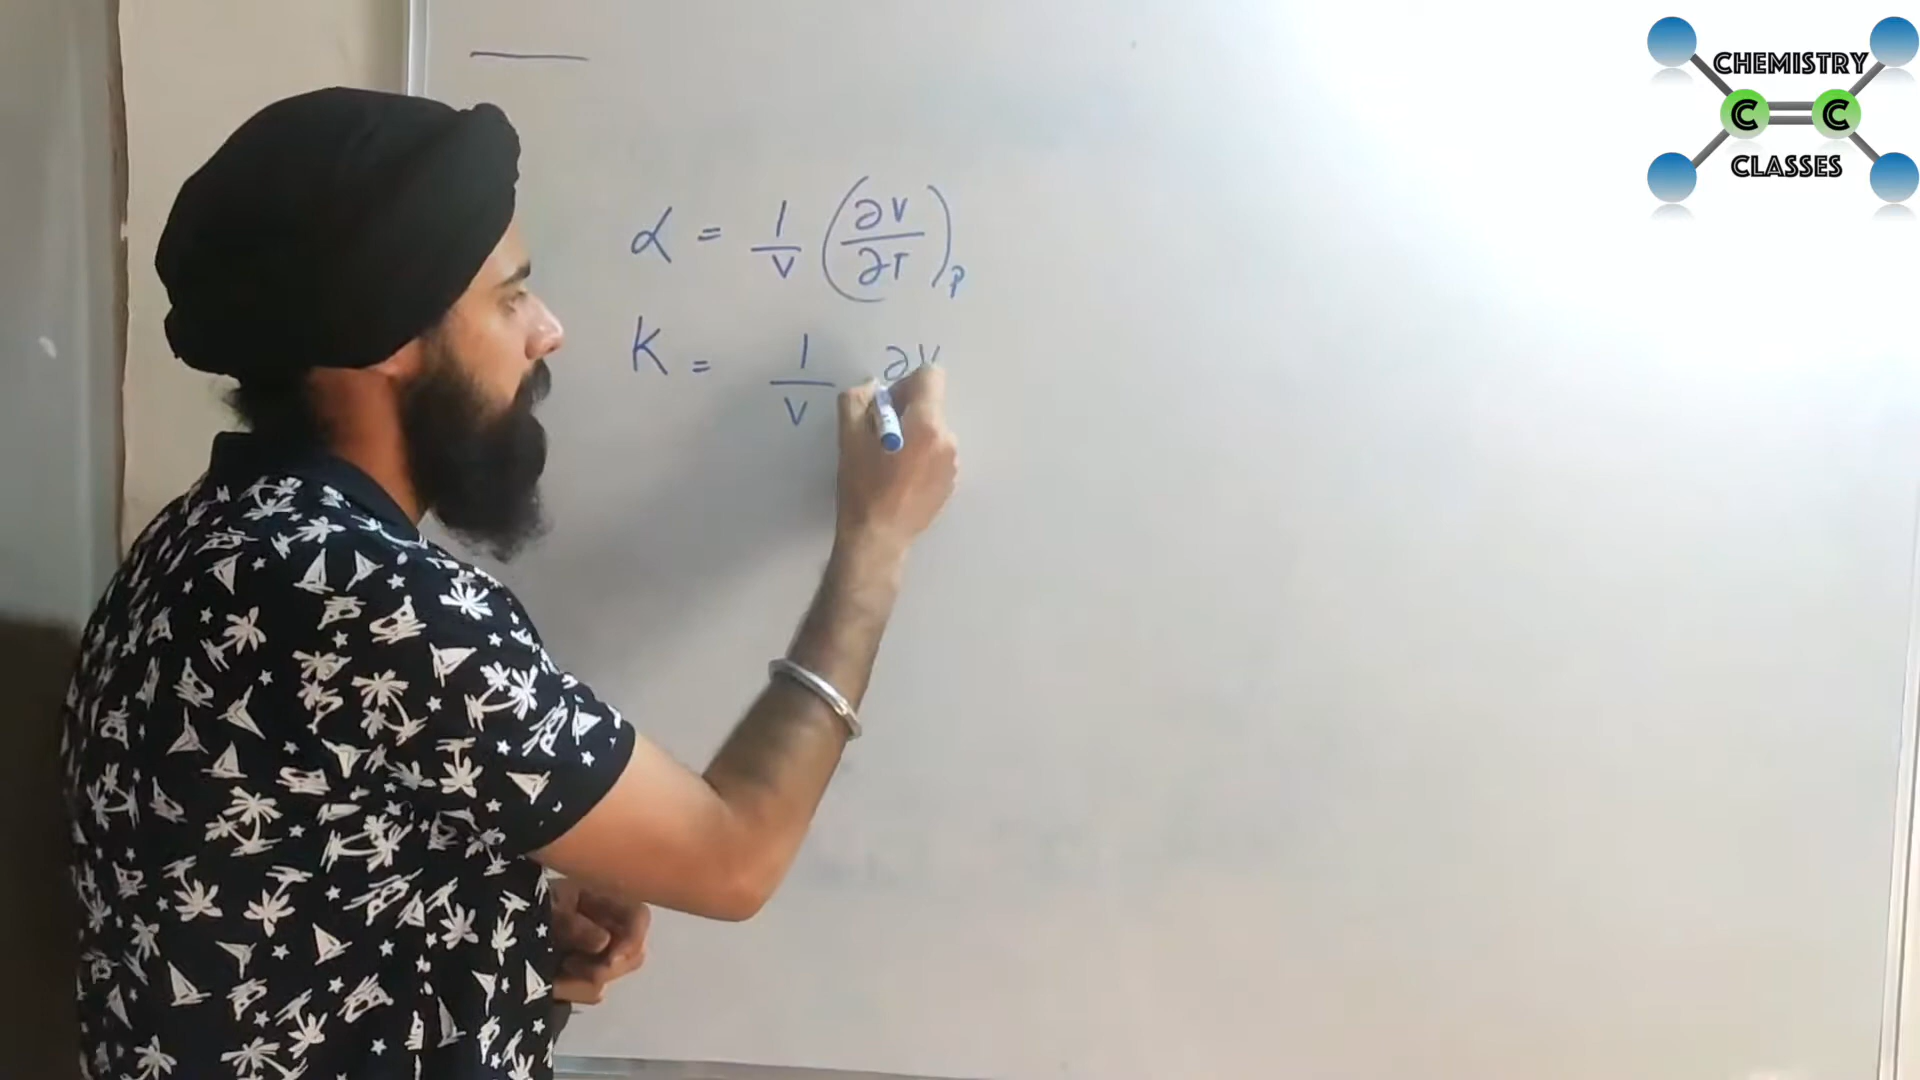 CHEMISTRY
C C
CLASSES
α = 1/V (∂V/∂T)P
K = 1/V ∂V